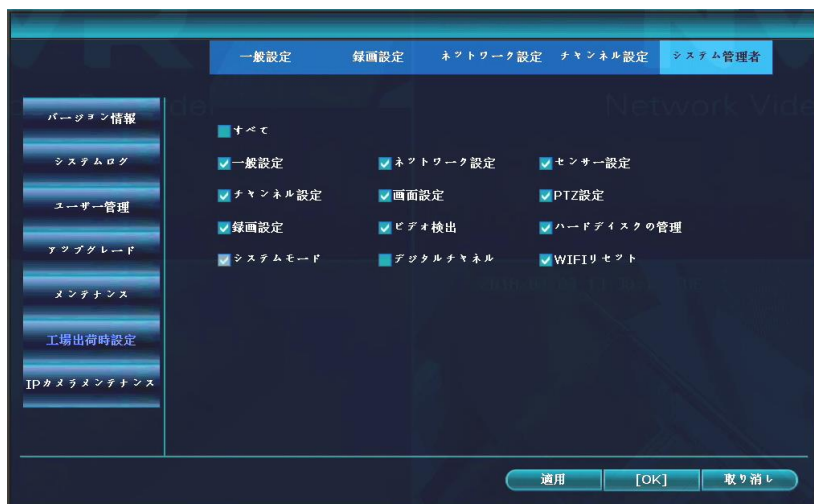 一般設定 録画設定 ネットワーク設定 チャンネル設定 システム管理者
Network Vide
バージョン情報
システムログ
ユーザー管理
アップグレード
メンテナンス
工場出荷時設定
IPカメラメンテナンス
すべて
一般設定 ネットワーク設定 センサー設定
チャンネル設定 画面設定 PTZ設定
録画設定 ビデオ検出 ハードディスクの管理
システムモード デジタルチャネル WIFIリセット
適用 [OK] 取り消し